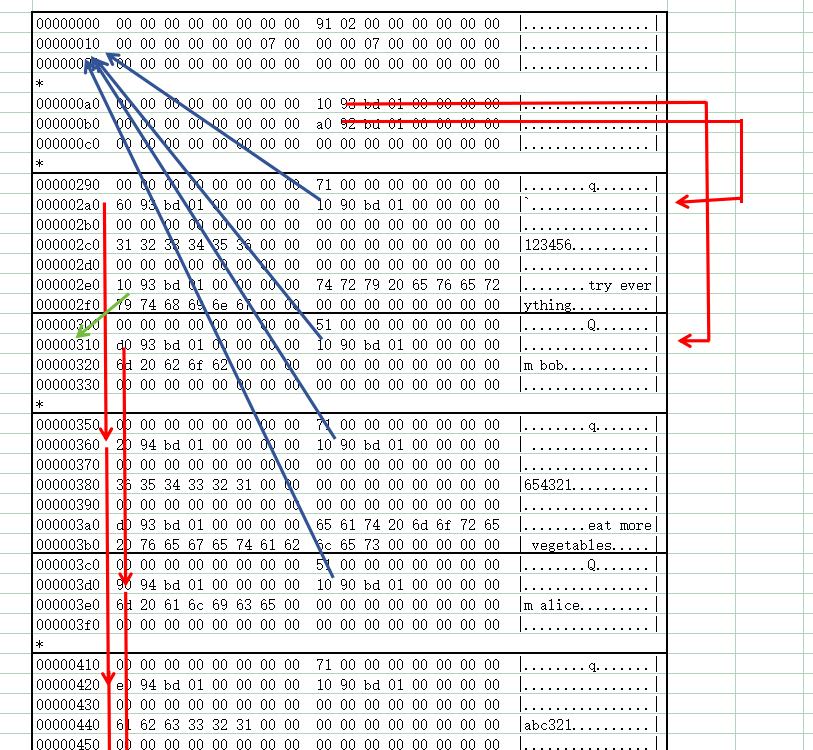 00000000 00 00 00 00 00 00 00 00 91 02 00 00 00 00 00 00 |................|
00000010 00 00 00 00 00 00 07 00 00 00 07 00 00 00 00 00 |................|
00000020 00 00 00 00 00 00 00 00 00 00 00 00 00 00 00 00 |................|
*
000000a0 00 00 00 00 00 00 00 00 10 93 bd 01 00 00 00 00 |................|
000000b0 00 00 00 00 00 00 00 00 a0 92 bd 01 00 00 00 00 |................|
000000c0 00 00 00 00 00 00 00 00 00 00 00 00 00 00 00 00 |................|
*
00000290 00 00 00 00 00 00 00 00 71 00 00 00 00 00 00 00 |........q.......|
000002a0 60 93 bd 01 00 00 00 00 10 90 bd 01 00 00 00 00 |`...............|
000002b0 00 00 00 00 00 00 00 00 00 00 00 00 00 00 00 00 |................|
000002c0 31 32 33 34 35 36 00 00 00 00 00 00 00 00 00 00 |123456..........|
000002d0 00 00 00 00 00 00 00 00 00 00 00 00 00 00 00 00 |................|
000002e0 10 93 bd 01 00 00 00 00 74 72 79 20 65 76 65 72 |........try ever|
000002f0 79 74 68 69 6e 67 00 00 00 00 00 00 00 00 00 00 |ything..........|
00000300 00 00 00 00 00 00 00 00 51 00 00 00 00 00 00 00 |........Q.......|
00000310 d0 93 bd 01 00 00 00 00 10 90 bd 01 00 00 00 00 |................|
00000320 6d 20 62 6f 62 00 00 00 00 00 00 00 00 00 00 00 |m bob...........|
00000330 00 00 00 00 00 00 00 00 00 00 00 00 00 00 00 00 |................|
*
00000350 00 00 00 00 00 00 00 00 71 00 00 00 00 00 00 00 |........q.......|
00000360 20 94 bd 01 00 00 00 00 10 90 bd 01 00 00 00 00 | ...............|
00000370 00 00 00 00 00 00 00 00 00 00 00 00 00 00 00 00 |................|
00000380 36 35 34 33 32 31 00 00 00 00 00 00 00 00 00 00 |654321..........|
00000390 00 00 00 00 00 00 00 00 00 00 00 00 00 00 00 00 |................|
000003a0 d0 93 bd 01 00 00 00 00 65 61 74 20 6d 6f 72 65 |........eat more|
000003b0 20 76 65 67 65 74 61 62 6c 65 73 00 00 00 00 00 | vegetables.....|
000003c0 00 00 00 00 00 00 00 00 51 00 00 00 00 00 00 00 |........Q.......|
000003d0 90 94 bd 01 00 00 00 00 10 90 bd 01 00 00 00 00 |................|
000003e0 6d 20 61 6c 69 63 65 00 00 00 00 00 00 00 00 00 |m alice.........|
000003f0 00 00 00 00 00 00 00 00 00 00 00 00 00 00 00 00 |................|
*
00000410 00 00 00 00 00 00 00 00 71 00 00 00 00 00 00 00 |........q.......|
00000420 e0 94 bd 01 00 00 00 00 10 90 bd 01 00 00 00 00 |................|
00000430 00 00 00 00 00 00 00 00 00 00 00 00 00 00 00 00 |................|
00000440 61 62 63 33 32 31 00 00 00 00 00 00 00 00 00 00 |abc321..........|
00000450 00 00 00 00 00 00 00 00 00 00 00 00 00 00 00 00 |................|